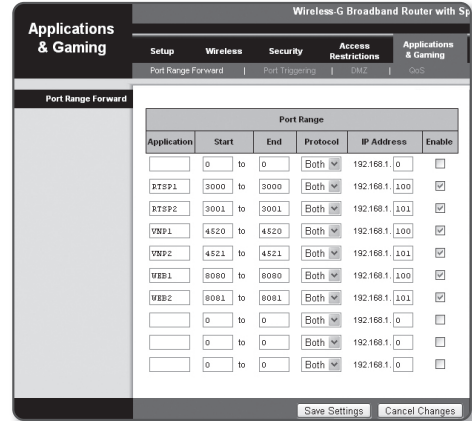 Wireless-G Broadband Router with Sp
Applications
& Gaming
Setup Wireless Security Access Restrictions Applications & Gaming
Port Range Forward | Port Triggering | DMZ | QoS
Port Range Forward
Port Range
Application Start End Protocol IP Address Enable
0 to 0 Both 192.168.1. 0
RTSP1 3000 to 3000 Both 192.168.1. 100
RTSP2 3001 to 3001 Both 192.168.1. 101
VNP1 4520 to 4520 Both 192.168.1. 100
VNP2 4521 to 4521 Both 192.168.1. 101
WEB1 8080 to 8080 Both 192.168.1. 100
WEB2 8081 to 8081 Both 192.168.1. 101
0 to 0 Both 192.168.1. 0
0 to 0 Both 192.168.1. 0
0 to 0 Both 192.168.1. 0
Save Settings Cancel Changes